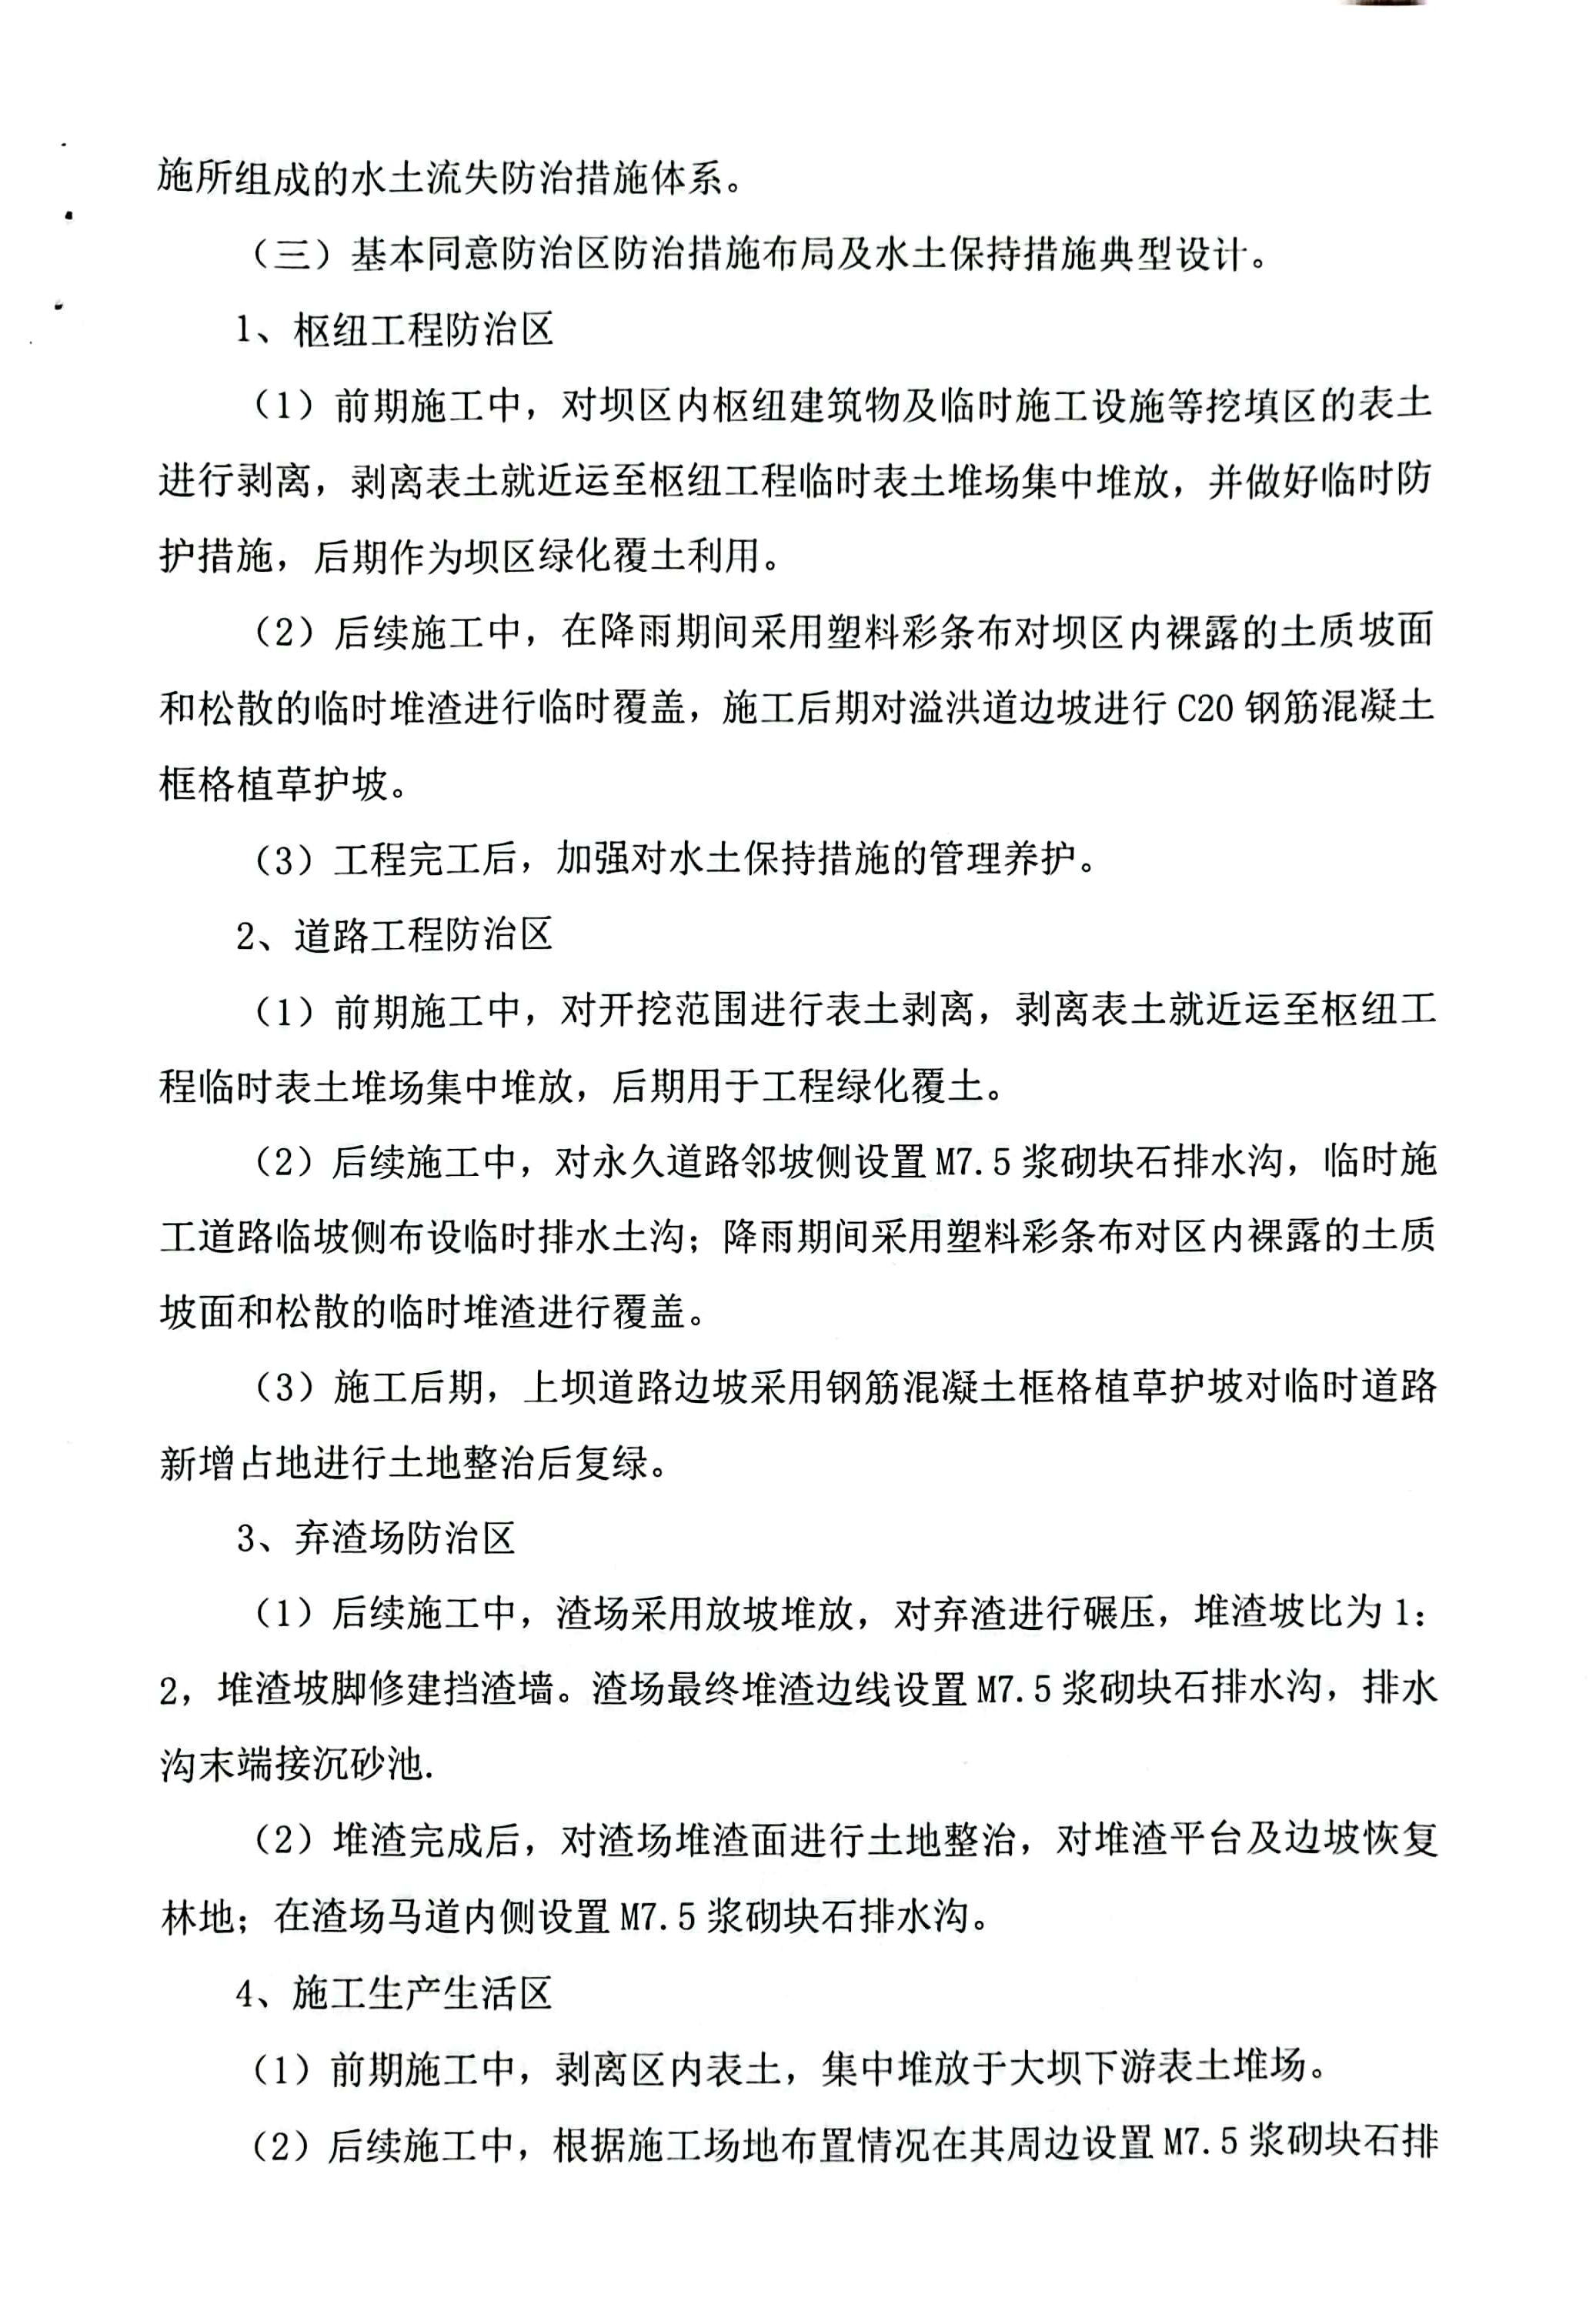 施所组成的水土流失防治措施体系。
（三）基本同意防治区防治措施布局及水土保持措施典型设计。
1、枢纽工程防治区
（1）前期施工中，对坝区内枢纽建筑物及临时施工设施等挖填区的表土
进行剥离，剥离表土就近运至枢纽工程临时表土堆场集中堆放，并做好临时防
护措施，后期作为坝区绿化覆土利用。
（2）后续施工中，在降雨期间采用塑料彩条布对坝区内裸露的土质坡面
和松散的临时堆渣进行临时覆盖，施工后期对溢洪道边坡进行 C20 钢筋混凝土
框格植草护坡。
（3）工程完工后，加强对水土保持措施的管理养护。
2、道路工程防治区
（1）前期施工中，对开挖范围进行表土剥离，剥离表土就近运至枢纽工
程临时表土堆场集中堆放，后期用于工程绿化覆土。
（2）后续施工中，对永久道路邻坡侧设置 M7.5 浆砌块石排水沟，临时施
工道路临坡侧布设临时排水土沟；降雨期间采用塑料彩条布对区内裸露的土质
坡面和松散的临时堆渣进行覆盖。
（3）施工后期，上坝道路边坡采用钢筋混凝土框格植草护坡对临时道路
新增占地进行土地整治后复绿。
3、弃渣场防治区
（1）后续施工中，渣场采用放坡堆放，对弃渣进行碾压，堆渣坡比为 1：
2，堆渣坡脚修建挡渣墙。渣场最终堆渣边线设置 M7.5 浆砌块石排水沟，排水
沟末端接沉砂池.
（2）堆渣完成后，对渣场堆渣面进行土地整治，对堆渣平台及边坡恢复
林地；在渣场马道内侧设置 M7.5 浆砌块石排水沟。
4、施工生产生活区
（1）前期施工中，剥离区内表土，集中堆放于大坝下游表土堆场。
（2）后续施工中，根据施工场地布置情况在其周边设置 M7.5 浆砌块石排